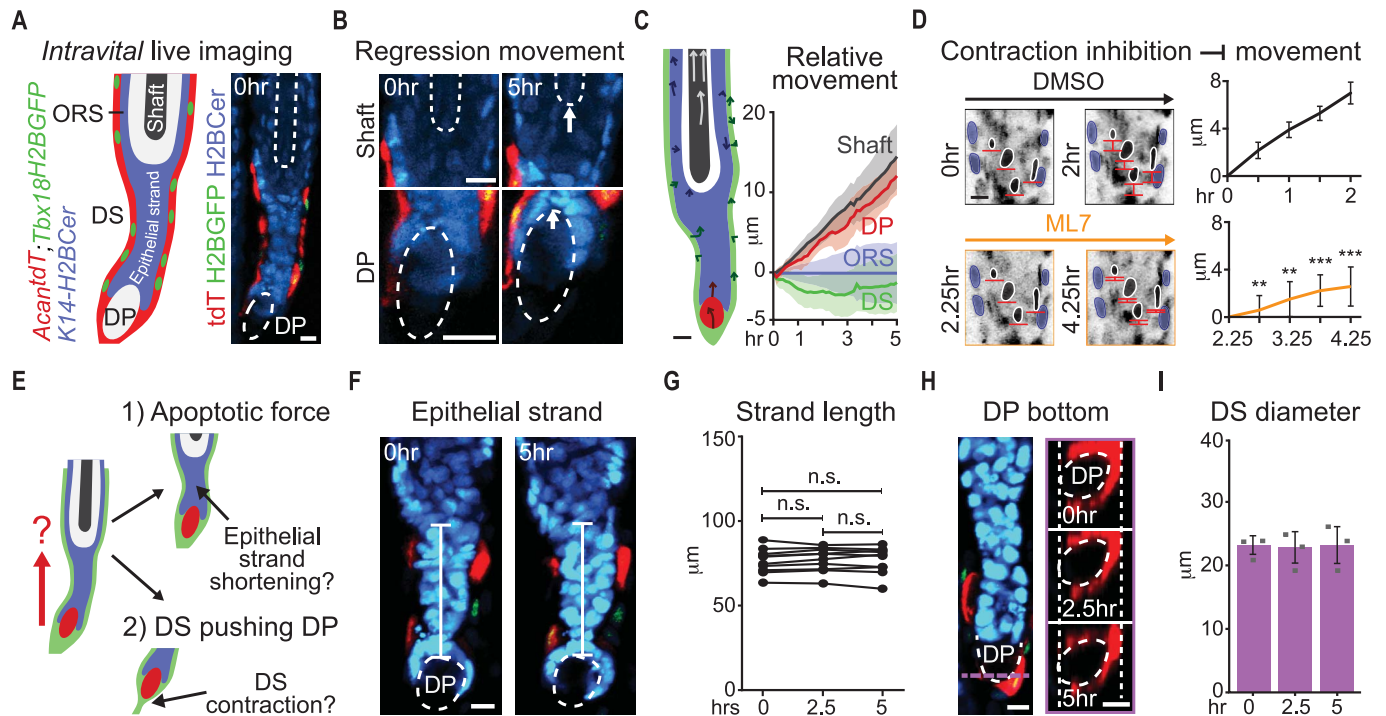 A
Intravital live imaging
AcantdT;Tbx18H2BGFP
K14-H2BCer
ORS
Shaft
DS
Epithelial strand
DP
0hr
DP
tdT H2BGFP H2BCer
B
Regression movement
Shaft
0hr
5hr
DP
C
Relative
movement
μm
20
10
0
−5
Shaft
DP
ORS
DS
hr 0 1 3 5
D
Contraction inhibition movement
DMSO
0hr
2hr
μm
8
4
0
hr 0 1 2
ML7
2.25hr
4.25hr
μm
8
4
0
** ** *** ***
2.25 3.25 4.25
E
1) Apoptotic force
?
Epithelial
strand
shortening?
2) DS pushing DP
DS
contraction?
F
Epithelial strand
0hr
5hr
DP
G
Strand length
μm
150
100
50
0
n.s.
n.s.
n.s.
hrs 0 2.5 5
H
DP bottom
DP
DP
0hr
2.5hr
5hr
I
DS diameter
μm
40
30
20
10
0
hr 0 2.5 5